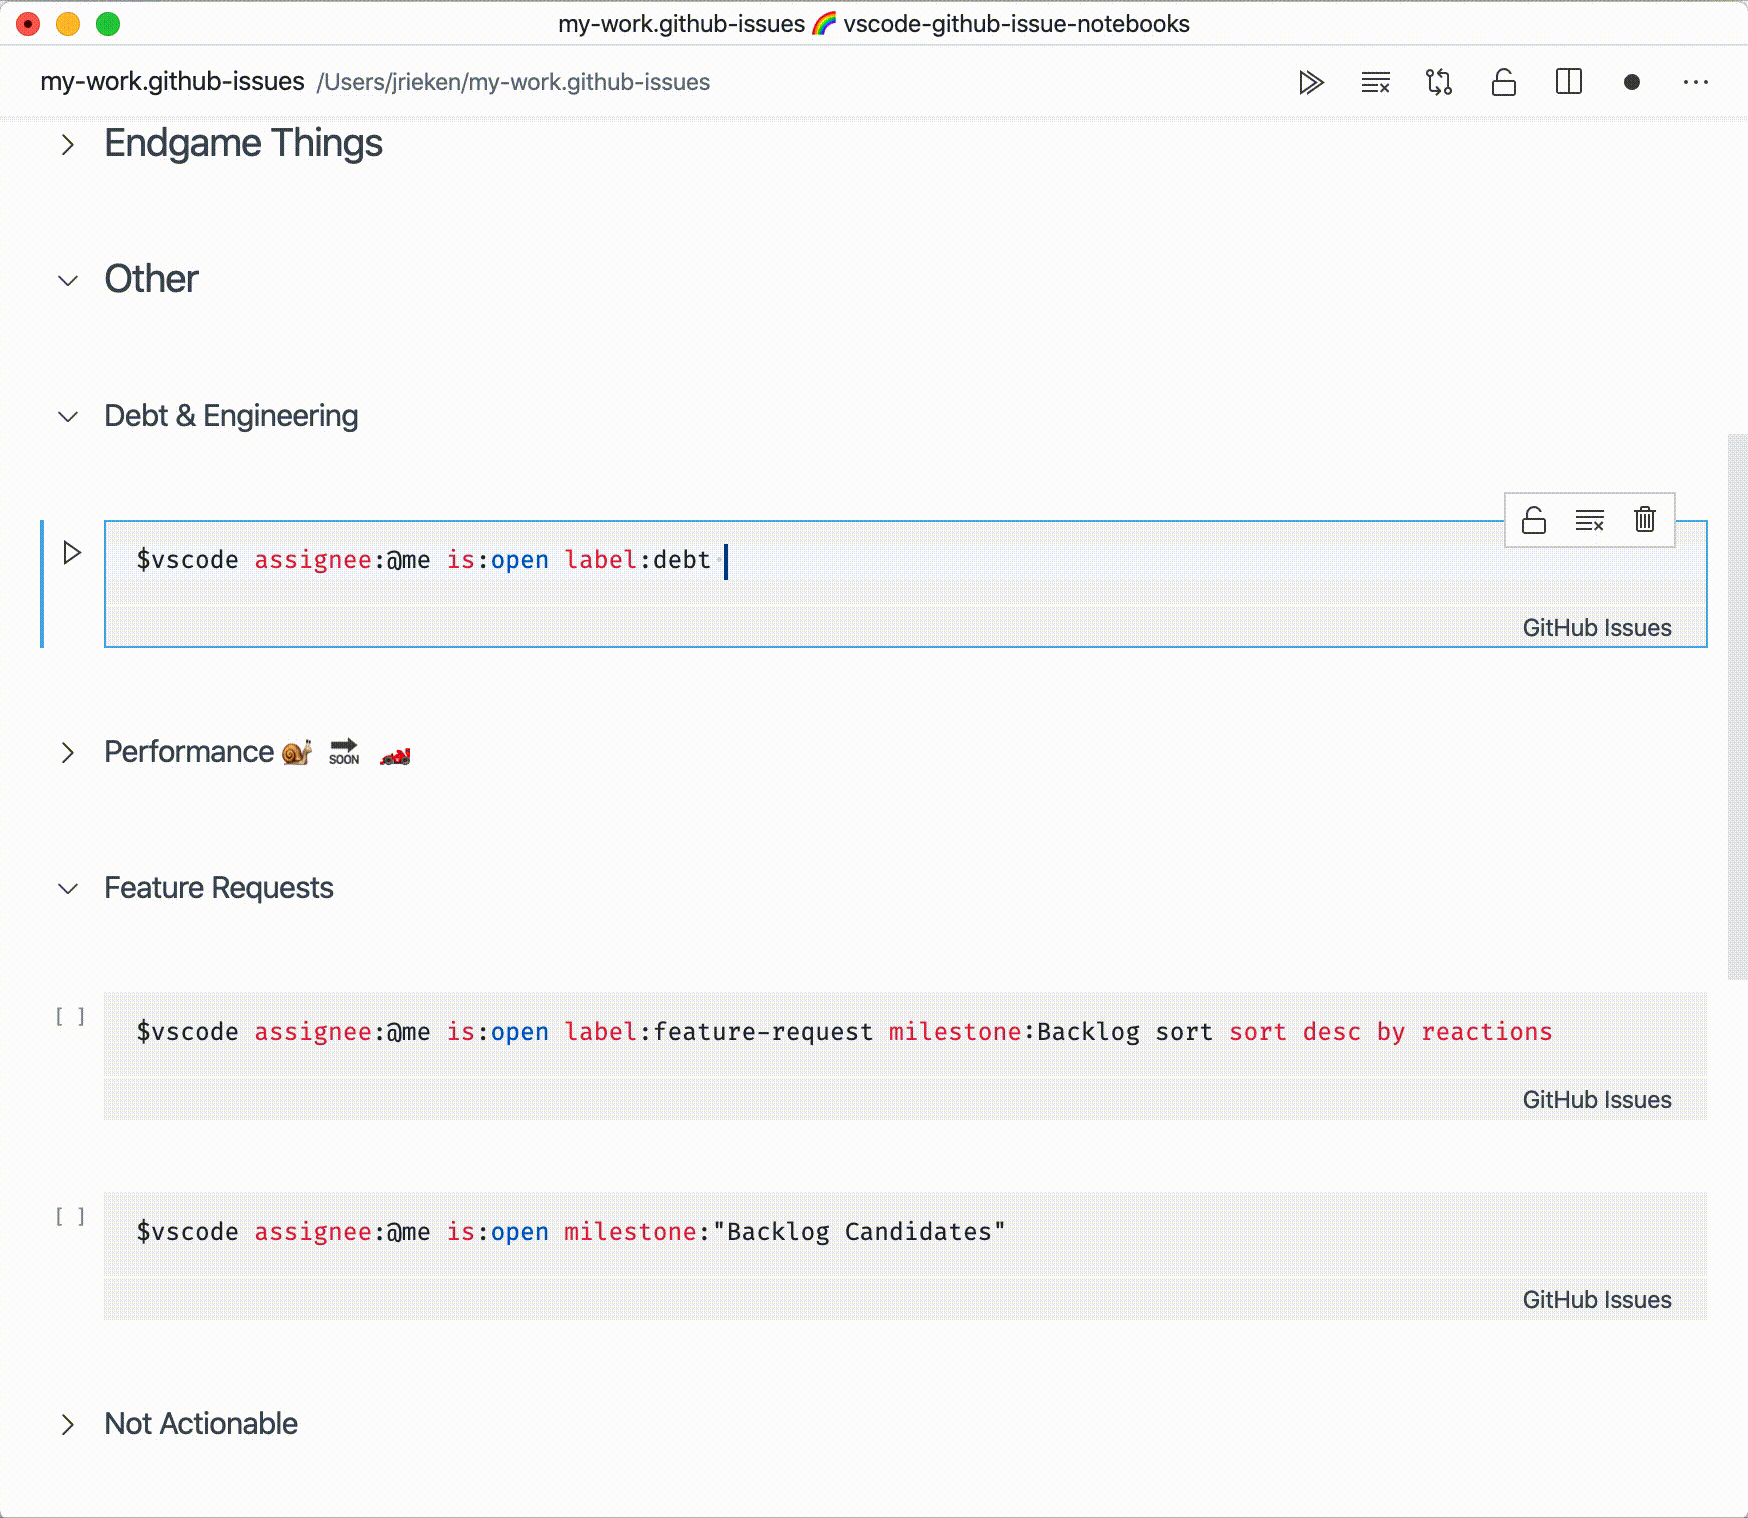 my-work.github-issues 🌈 vscode-github-issue-notebooks
my-work.github-issues /Users/jrieken/my-work.github-issues
Endgame Things
Other
Debt & Engineering
$vscode assignee:@me is:open label:debt
GitHub Issues
Performance 🐌 🔜 🏎️
Feature Requests
[ ]
$vscode assignee:@me is:open label:feature-request milestone:Backlog sort sort desc by reactions
GitHub Issues
[ ]
$vscode assignee:@me is:open milestone:"Backlog Candidates"
GitHub Issues
Not Actionable